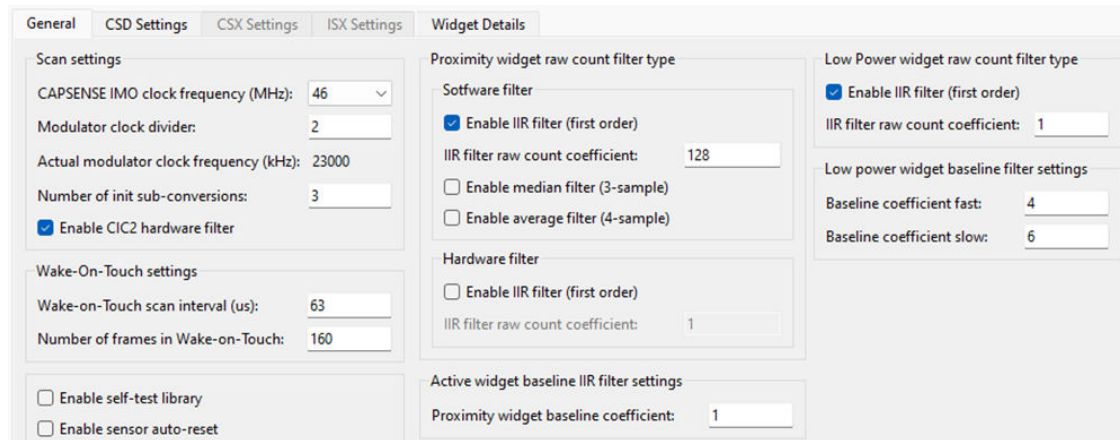 General CSD Settings CSX Settings ISX Settings Widget Details
Scan settings
CAPSENSE IMO clock frequency (MHz): 46
Modulator clock divider: 2
Actual modulator clock frequency (kHz): 23000
Number of init sub-conversions: 3
Enable CIC2 hardware filter
Wake-On-Touch settings
Wake-on-Touch scan interval (us): 63
Number of frames in Wake-on-Touch: 160
Enable self-test library
Enable sensor auto-reset
Proximity widget raw count filter type
Sotfware filter
Enable IIR filter (first order)
IIR filter raw count coefficient: 128
Enable median filter (3-sample)
Enable average filter (4-sample)
Hardware filter
Enable IIR filter (first order)
IIR filter raw count coefficient: 1
Active widget baseline IIR filter settings
Proximity widget baseline coefficient: 1
Low Power widget raw count filter type
Enable IIR filter (first order)
IIR filter raw count coefficient: 1
Low power widget baseline filter settings
Baseline coefficient fast: 4
Baseline coefficient slow: 6